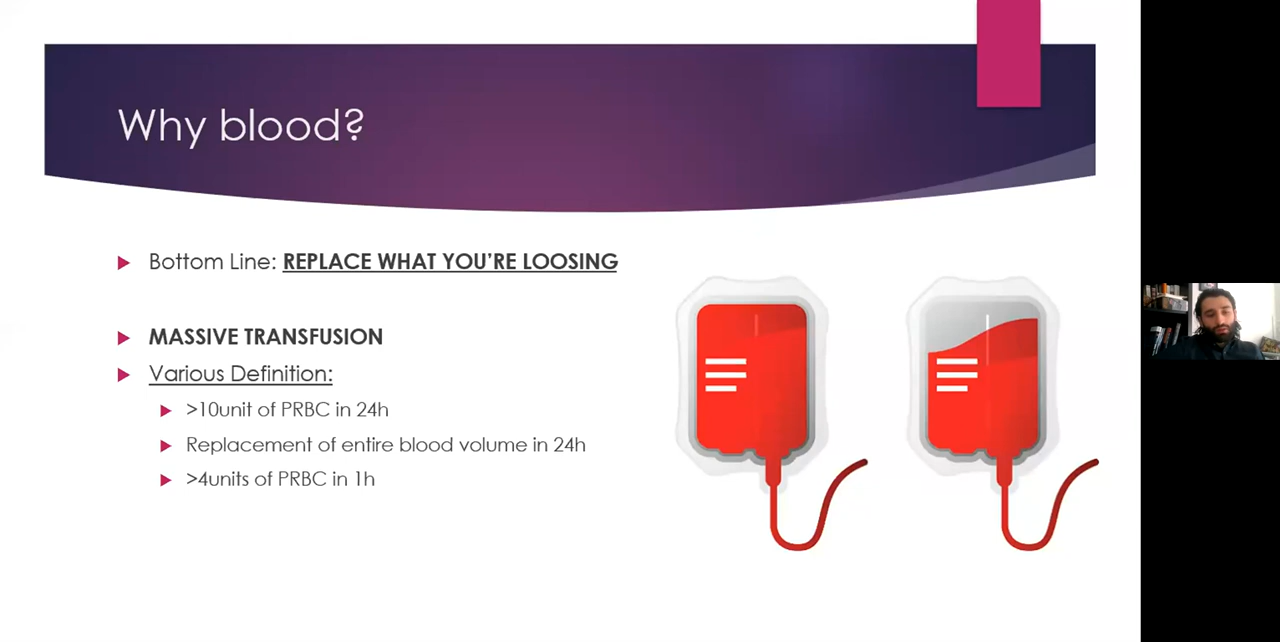 Why blood?
Bottom Line: REPLACE WHAT YOU'RE LOOSING
MASSIVE TRANSFUSION
Various Definition:
>10unit of PRBC in 24h
Replacement of entire blood volume in 24h
>4units of PRBC in 1h